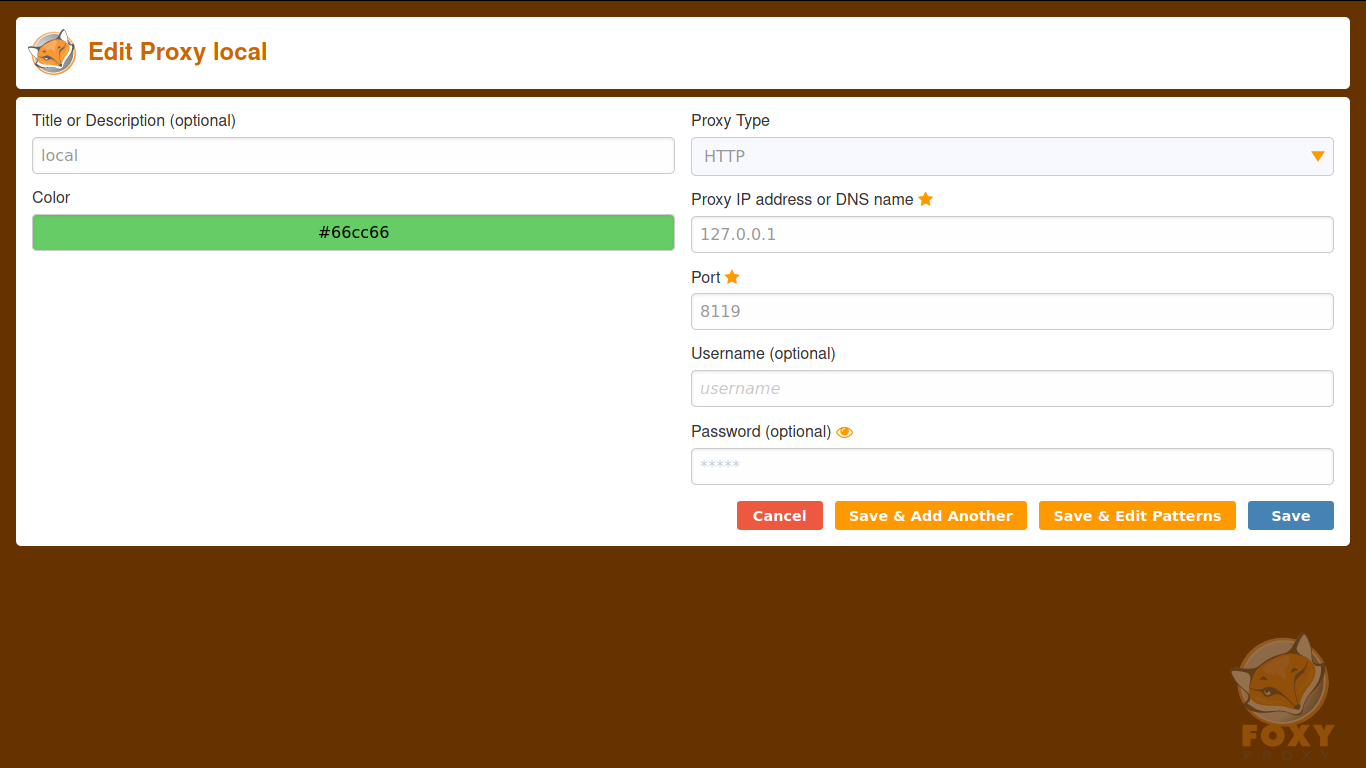 Edit Proxy local
Title or Description (optional)
local
Color
#66cc66
Proxy Type
HTTP
Proxy IP address or DNS name
127.0.0.1
Port
8119
Username (optional)
username
Password (optional)
*****
Cancel
Save & Add Another
Save & Edit Patterns
Save
FOXY
PROXY